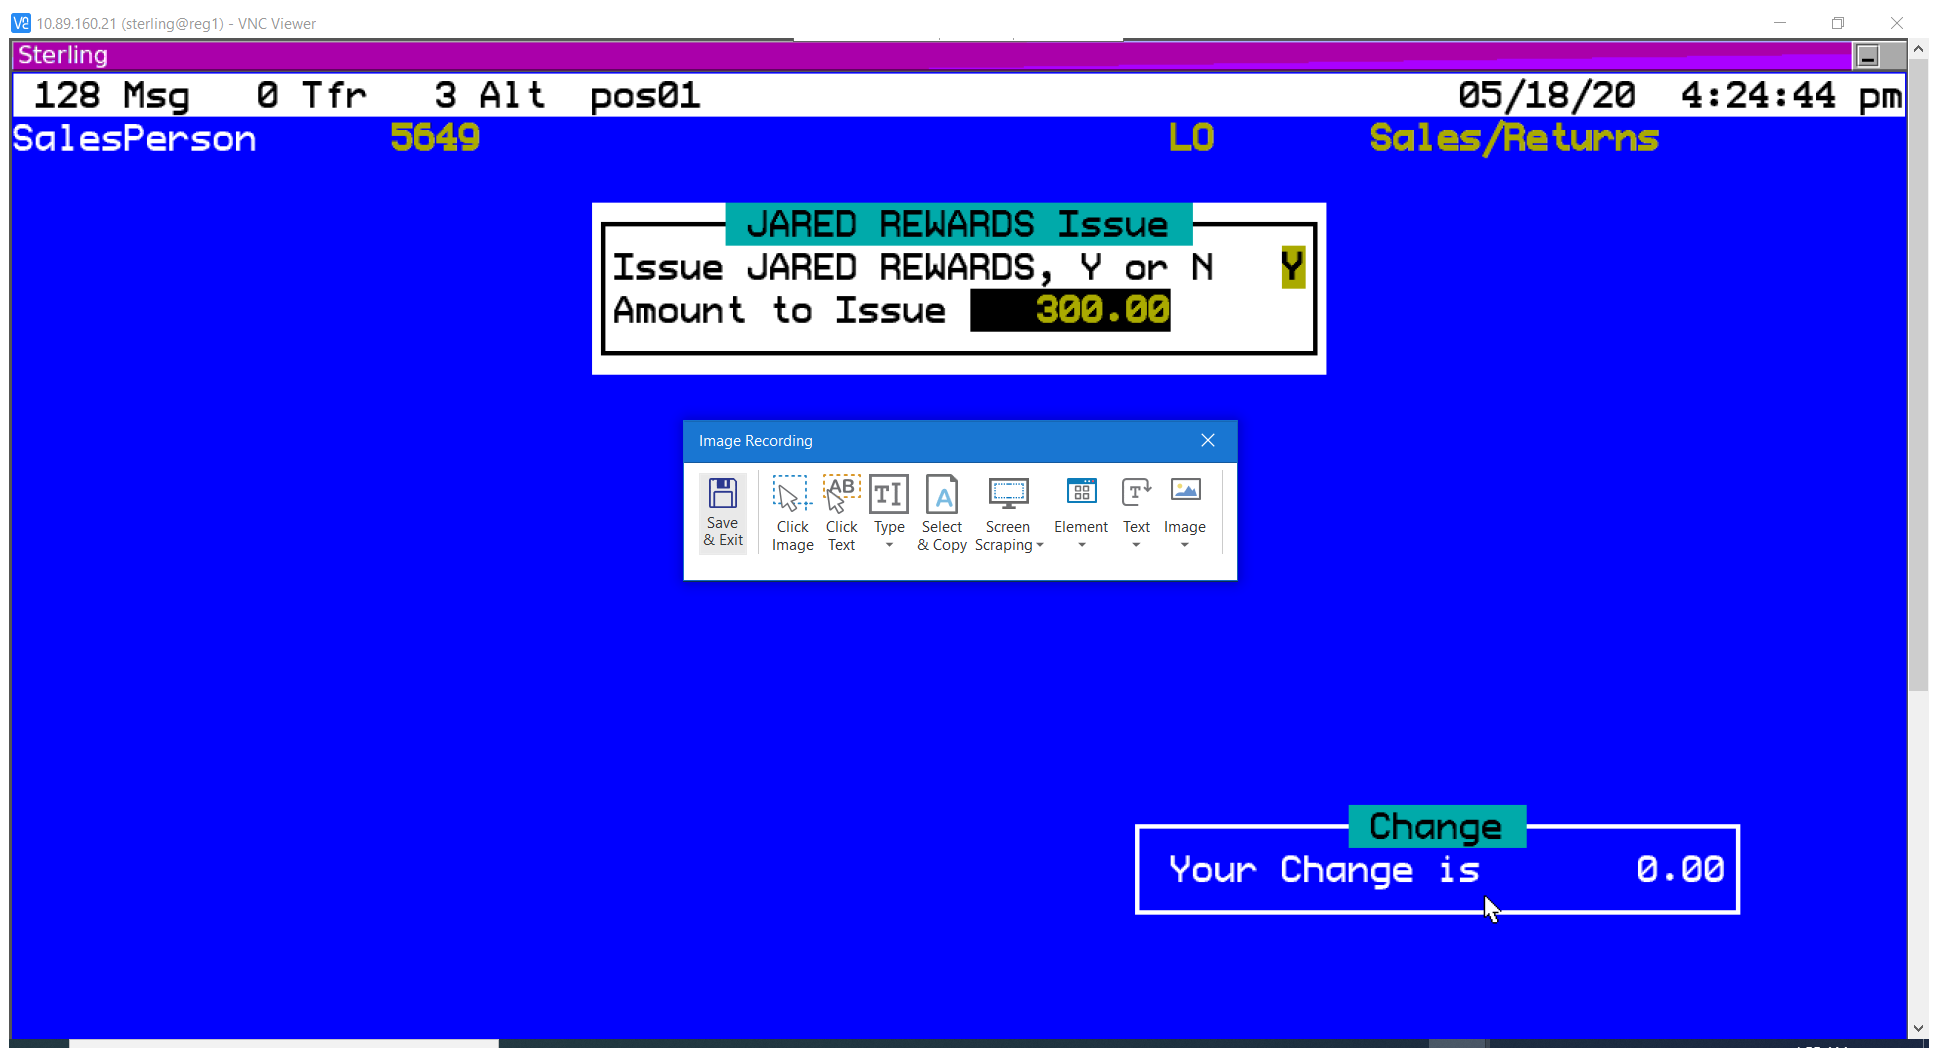 10.89.160.21 (sterling@reg1) - VNC Viewer
Sterling
128 Msg 0 Tfr 3 Alt pos01 05/18/20 4:24:44 pm
SalesPerson 5649 LO Sales/Returns
JARED REWARDS Issue
Issue JARED REWARDS, Y or N Y
Amount to Issue 300.00
Image Recording
Save & Exit
Click Image
Click Text
Type
Select & Copy
Screen Scraping
Element
Text
Image
Change
Your Change is 0.00